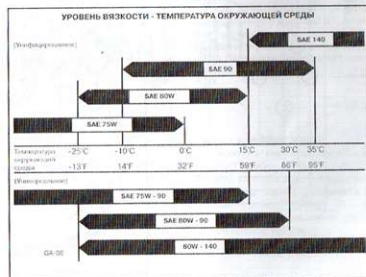 УРОВЕНЬ ВЯЗКОСТИ - ТЕМПЕРАТУРА ОКРУЖАЮЩЕЙ СРЕДЫ
SAE 140
SAE 90
SAE 80W
SAE 75W
Температура окружающей среды
-25°C -10°C 0°C 15°C 30°C 35°C
-13°F 14°F 32°F 59°F 86°F 95°F
(Универсальное)
SAE 75W - 90
SAE 80W - 90
80W - 140